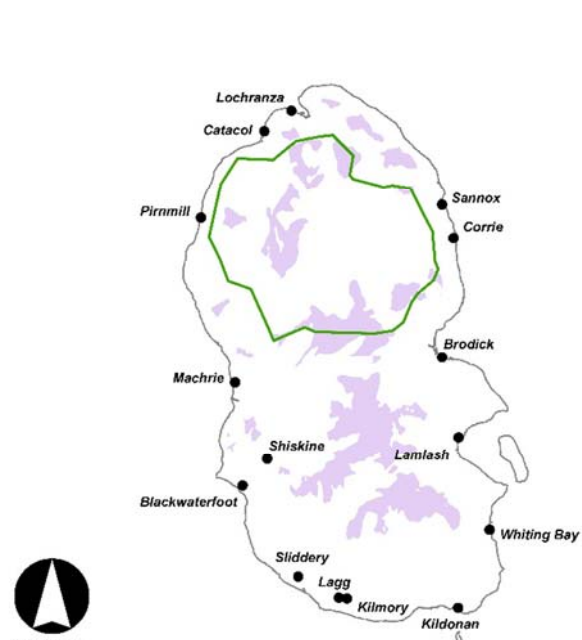 Lochranza
Catacol
Sannox
Pirnmill
Corrie
Brodick
Machrie
Shiskine
Lamlash
Blackwaterfoot
Whiting Bay
Sliddery
Lagg
Kilmory
Kildonan